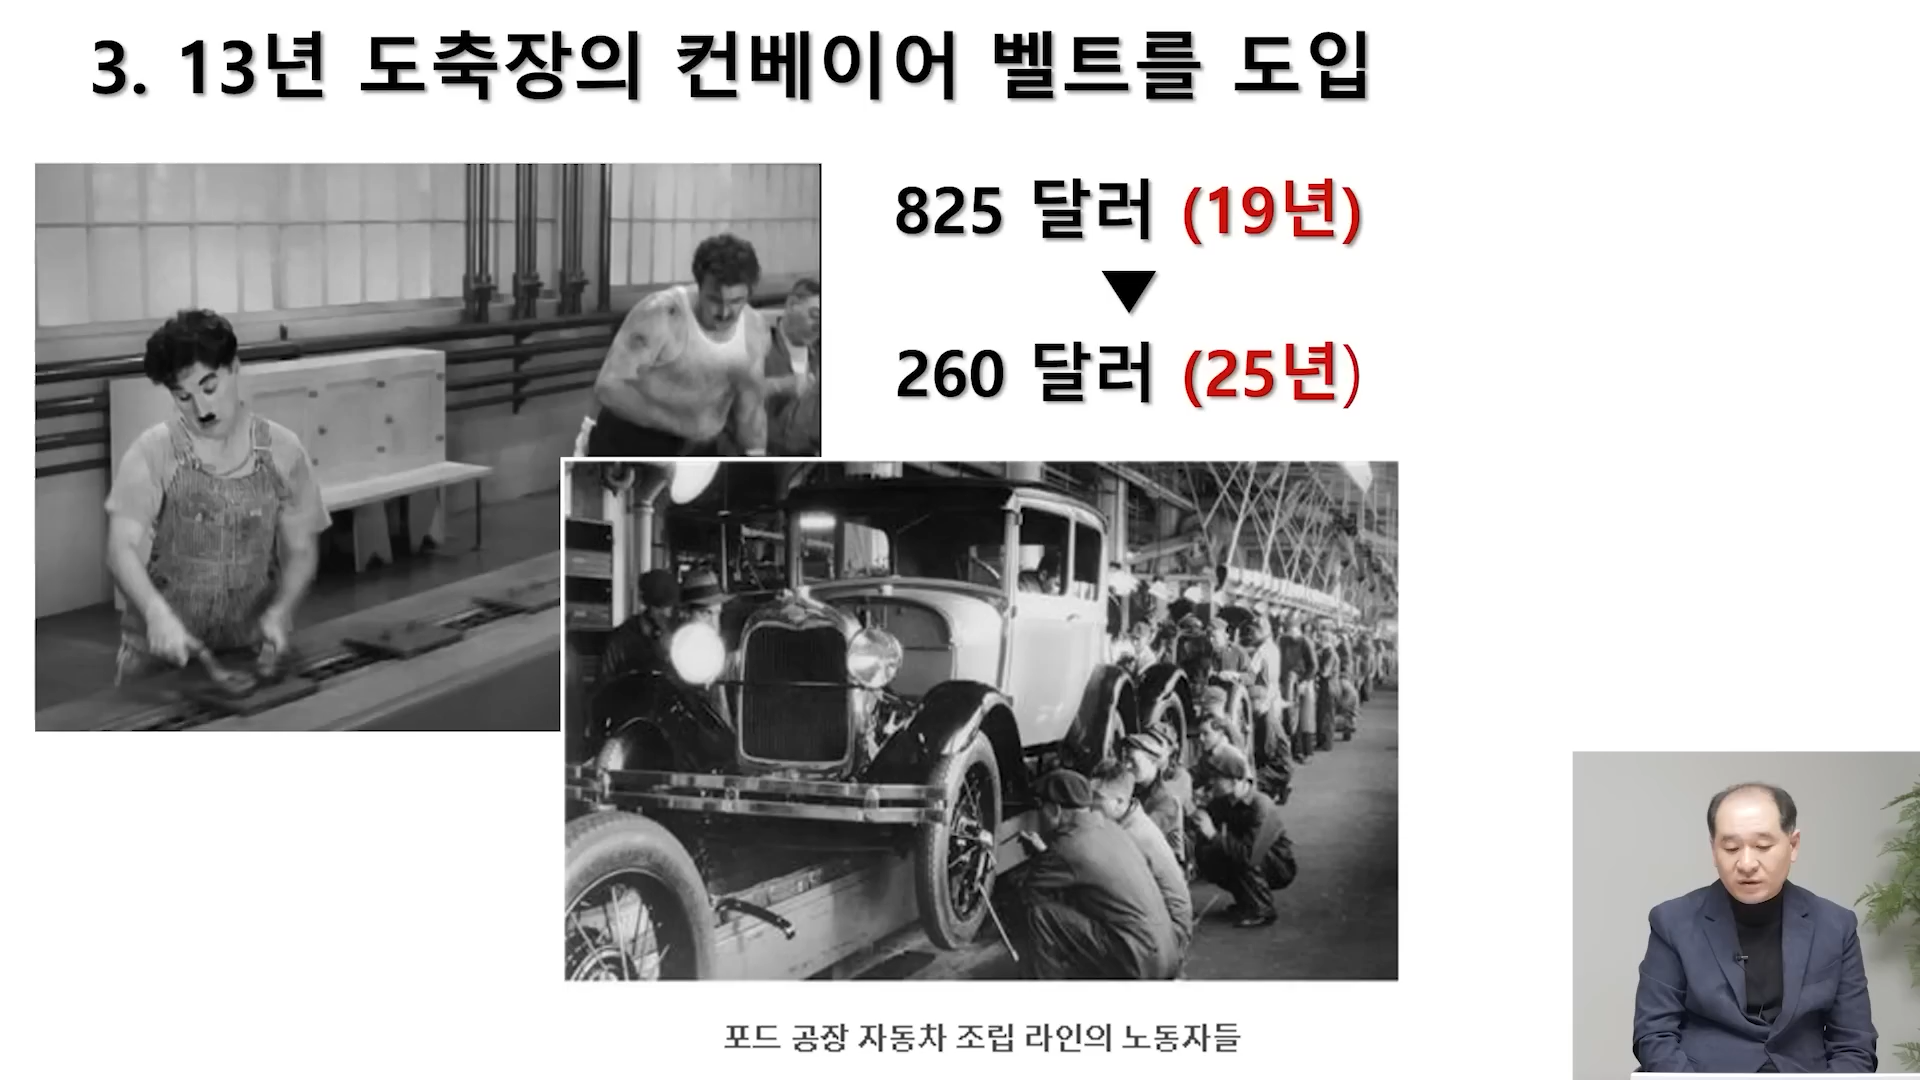 3. 13년 도축장의 컨베이어 벨트를 도입
825 달러 (19년)
▼
260 달러 (25년)
포드 공장 자동차 조립 라인의 노동자들